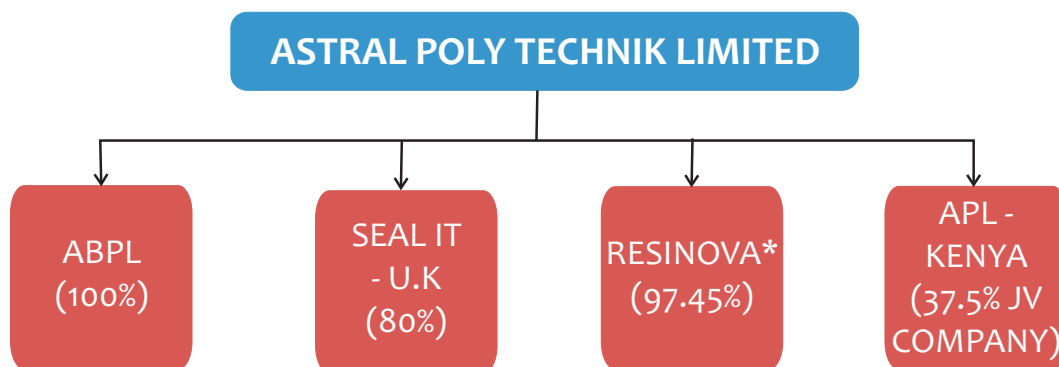 ASTRAL POLY TECHNIK LIMITED
ABPL
(100%)
SEAL IT
- U.K
(80%)
RESINOVA*
(97.45%)
APL -
KENYA
(37.5% JV
COMPANY)